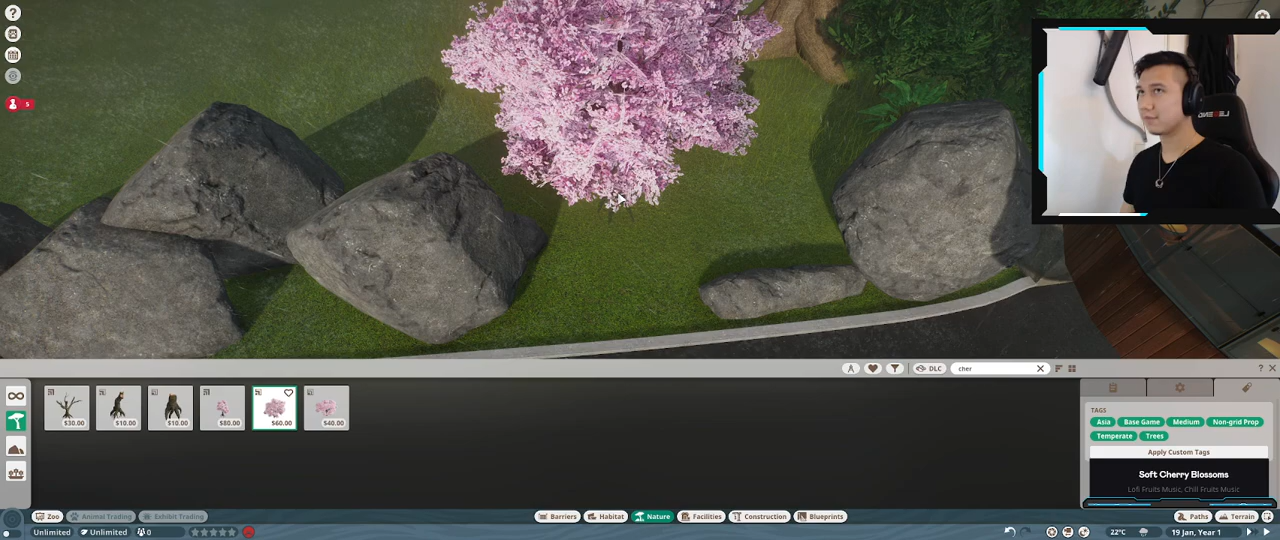 ?
5
DLC
cher
?
$30.00
$10.00
$10.00
$80.00
$60.00
$40.00
TAGS
Asia Base Game Medium Non-grid Prop
Temperate Trees
Apply Custom Tags
Soft Cherry Blossoms
Lofi Fruits Music, Chill Fruits Music
Zoo Animal Trading Exhibit Trading
Barriers Habitat Nature Facilities Construction Blueprints
Paths Terrain
Unlimited Unlimited 0
22°C 19 Jan, Year 1